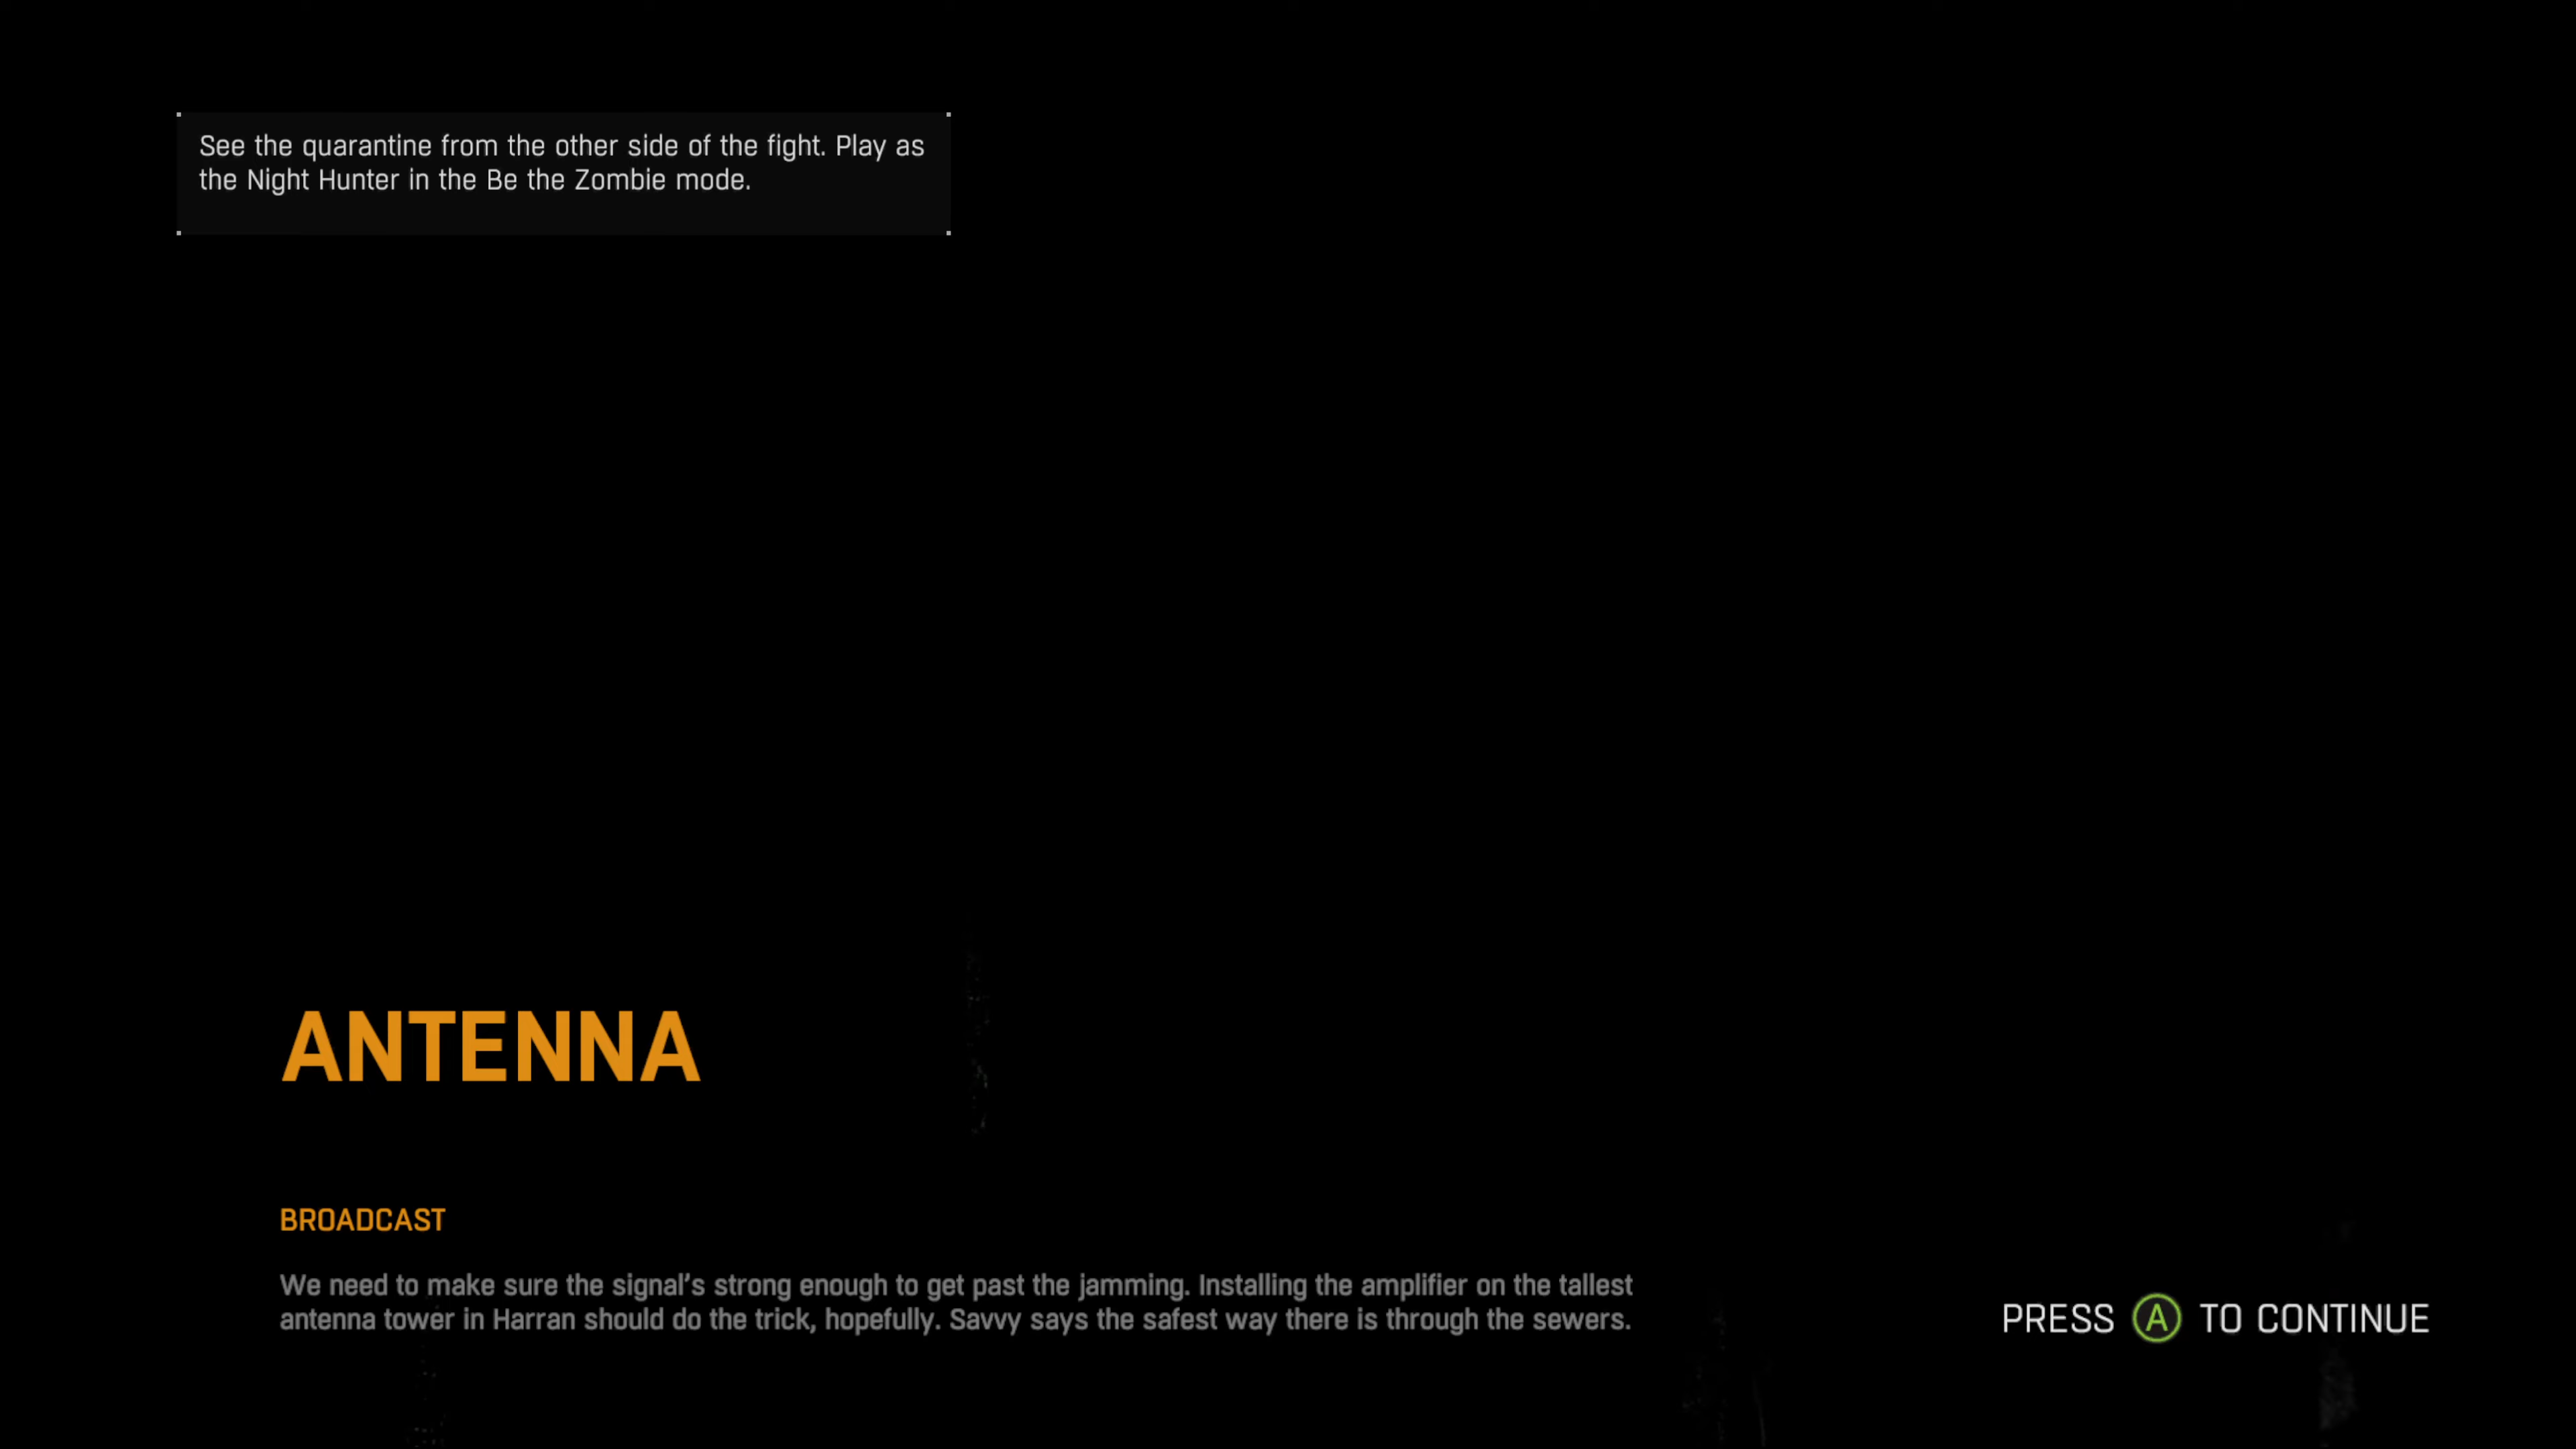 See the quarantine from the other side of the fight. Play as
the Night Hunter in the Be the Zombie mode.
ANTENNA
BROADCAST
We need to make sure the signal's strong enough to get past the jamming. Installing the amplifier on the tallest
antenna tower in Harran should do the trick, hopefully. Savvy says the safest way there is through the sewers.
PRESS A TO CONTINUE